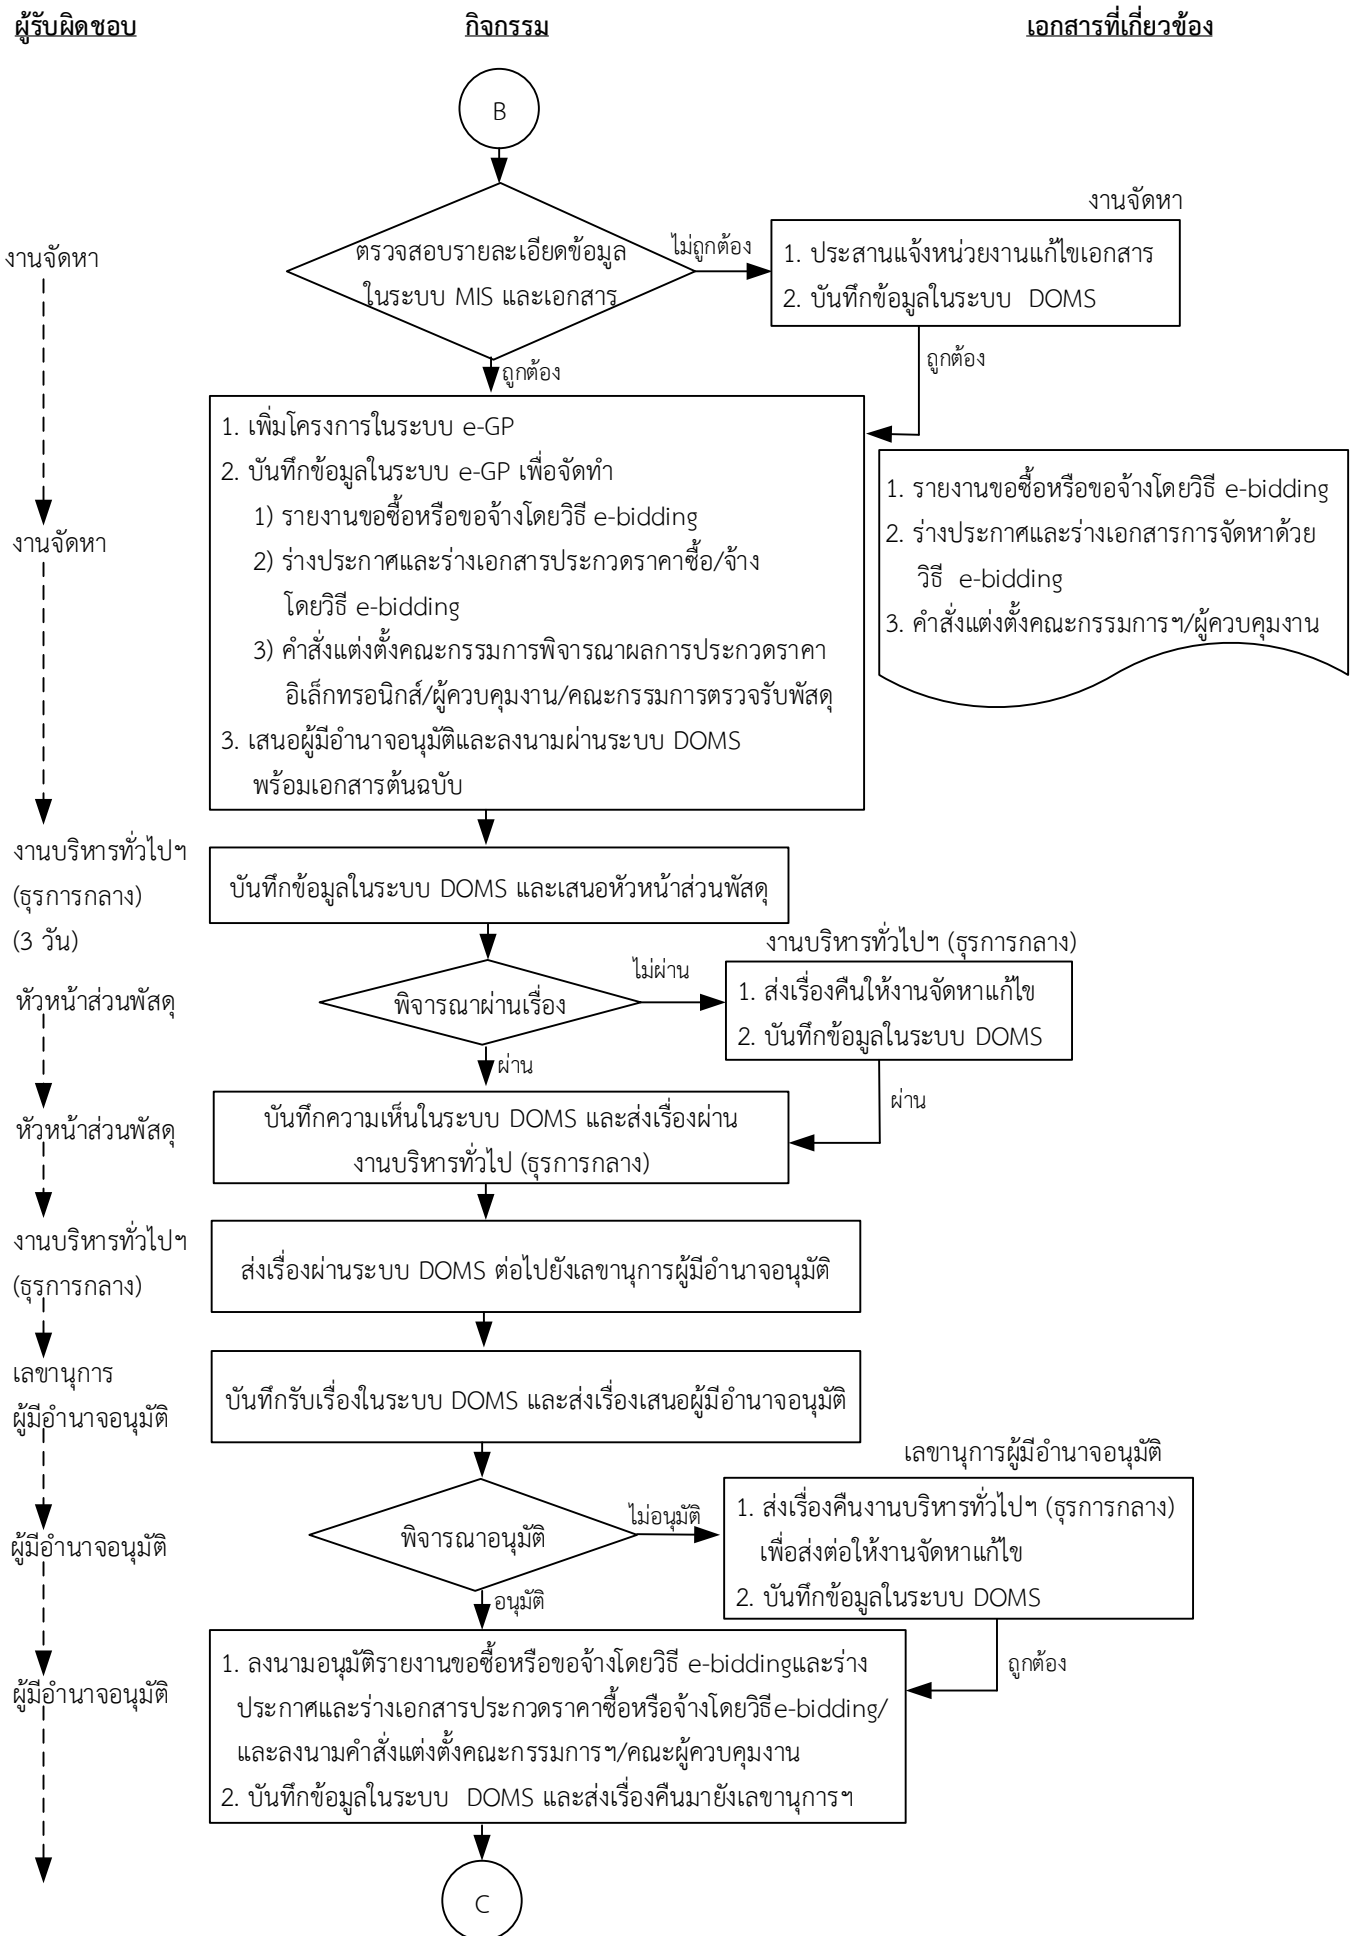 ผู้รับผิดชอบ
กิจกรรม
เอกสารที่เกี่ยวข้อง
B
งานจัดหา
งานจัดหา
ตรวจสอบรายละเอียดข้อมูล
ในระบบ MIS และเอกสาร
ไม่ถูกต้อง
1. ประสานแจ้งหน่วยงานแก้ไขเอกสาร
2. บันทึกข้อมูลในระบบ DOMS
ถูกต้อง
ถูกต้อง
งานจัดหา
1. เพิ่มโครงการในระบบ e-GP
2. บันทึกข้อมูลในระบบ e-GP เพื่อจัดทำ
1) รายงานขอซื้อหรือขอจ้างโดยวิธี e-bidding
2) ร่างประกาศและร่างเอกสารประกวดราคาซื้อ/จ้าง
โดยวิธี e-bidding
3) คำสั่งแต่งตั้งคณะกรรมการพิจารณาผลการประกวดราคา
อิเล็กทรอนิกส์/ผู้ควบคุมงาน/คณะกรรมการตรวจรับพัสดุ
3. เสนอผู้มีอำนาจอนุมัติและลงนามผ่านระบบ DOMS
พร้อมเอกสารต้นฉบับ
1. รายงานขอซื้อหรือขอจ้างโดยวิธี e-bidding
2. ร่างประกาศและร่างเอกสารการจัดหาด้วย
วิธี e-bidding
3. คำสั่งแต่งตั้งคณะกรรมการฯ/ผู้ควบคุมงาน
งานบริหารทั่วไปฯ
(ธุรการกลาง)
(3 วัน)
บันทึกข้อมูลในระบบ DOMS และเสนอหัวหน้าส่วนพัสดุ
งานบริหารทั่วไปฯ (ธุรการกลาง)
หัวหน้าส่วนพัสดุ
พิจารณาผ่านเรื่อง
ไม่ผ่าน
1. ส่งเรื่องคืนให้งานจัดหาแก้ไข
2. บันทึกข้อมูลในระบบ DOMS
ผ่าน
ผ่าน
หัวหน้าส่วนพัสดุ
บันทึกความเห็นในระบบ DOMS และส่งเรื่องผ่าน
งานบริหารทั่วไป (ธุรการกลาง)
งานบริหารทั่วไปฯ
(ธุรการกลาง)
ส่งเรื่องผ่านระบบ DOMS ต่อไปยังเลขานุการผู้มีอำนาจอนุมัติ
เลขานุการ
ผู้มีอำนาจอนุมัติ
บันทึกรับเรื่องในระบบ DOMS และส่งเรื่องเสนอผู้มีอำนาจอนุมัติ
เลขานุการผู้มีอำนาจอนุมัติ
ผู้มีอำนาจอนุมัติ
พิจารณาอนุมัติ
ไม่อนุมัติ
1. ส่งเรื่องคืนงานบริหารทั่วไปฯ (ธุรการกลาง)
เพื่อส่งต่อให้งานจัดหาแก้ไข
2. บันทึกข้อมูลในระบบ DOMS
อนุมัติ
ถูกต้อง
ผู้มีอำนาจอนุมัติ
1. ลงนามอนุมัติรายงานขอซื้อหรือขอจ้างโดยวิธี e-biddingและร่าง
ประกาศและร่างเอกสารประกวดราคาซื้อหรือจ้างโดยวิธีe-bidding/
และลงนามคำสั่งแต่งตั้งคณะกรรมการฯ/คณะผู้ควบคุมงาน
2. บันทึกข้อมูลในระบบ DOMS และส่งเรื่องคืนมายังเลขานุการฯ
C